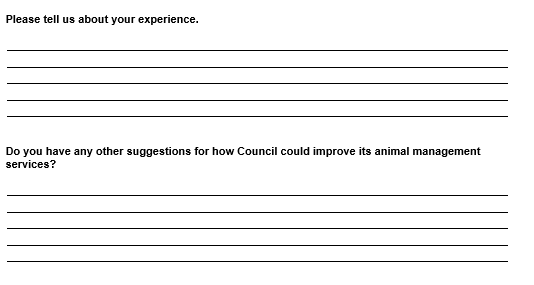 Please tell us about your experience.
Do you have any other suggestions for how Council could improve its animal management
services?